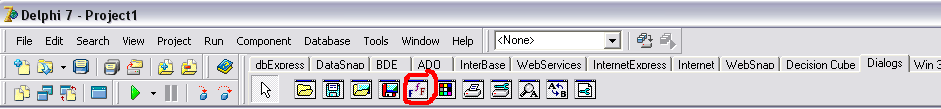 Delphi 7 - Project1
File Edit Search View Project Run Component Database Tools Window Help <None>
dbExpress DataSnap BDE ADO InterBase WebServices InternetExpress Internet WebSnap Decision Cube Dialogs Win 3